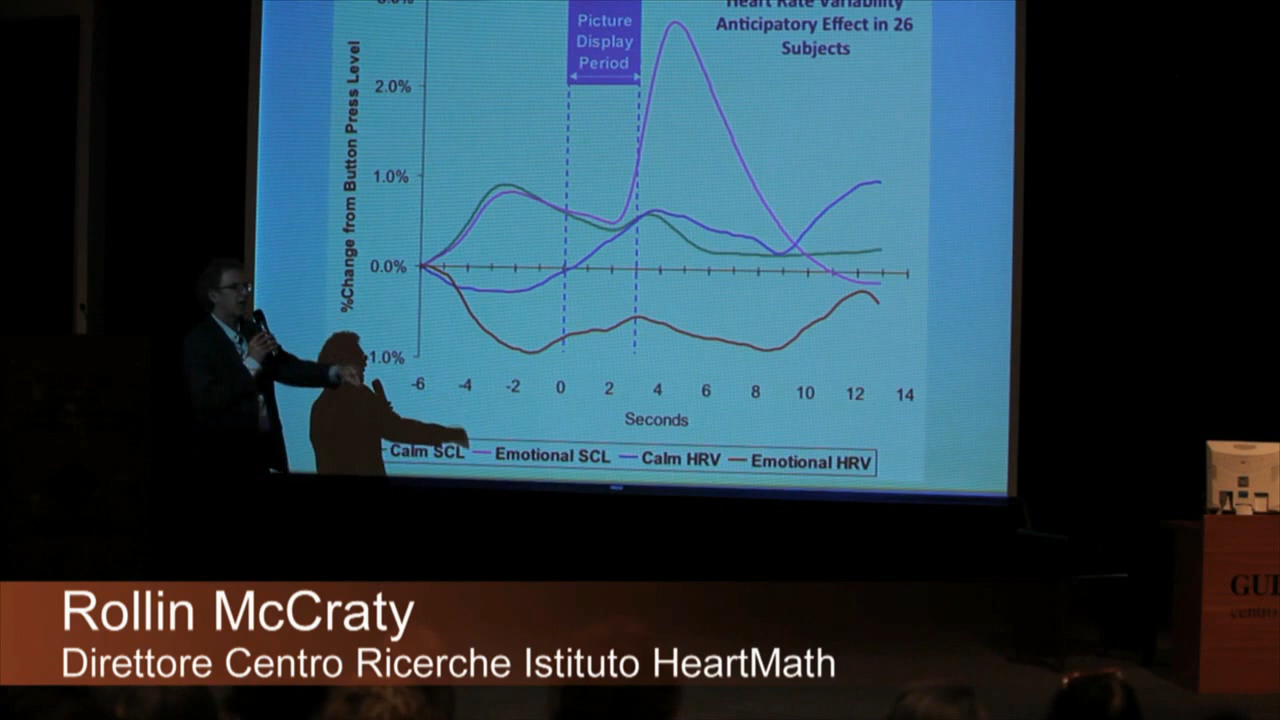 Heart Rate Variability
Anticipatory Effect in 26
Subjects
Picture
Display
Period
%Change from Button Press Level
2.0%
1.0%
0.0%
1.0%
-6 -4 -2 0 2 4 6 8 10 12 14
Seconds
Calm SCL Emotional SCL Calm HRV Emotional HRV
Rollin McCraty
Direttore Centro Ricerche Istituto HeartMath